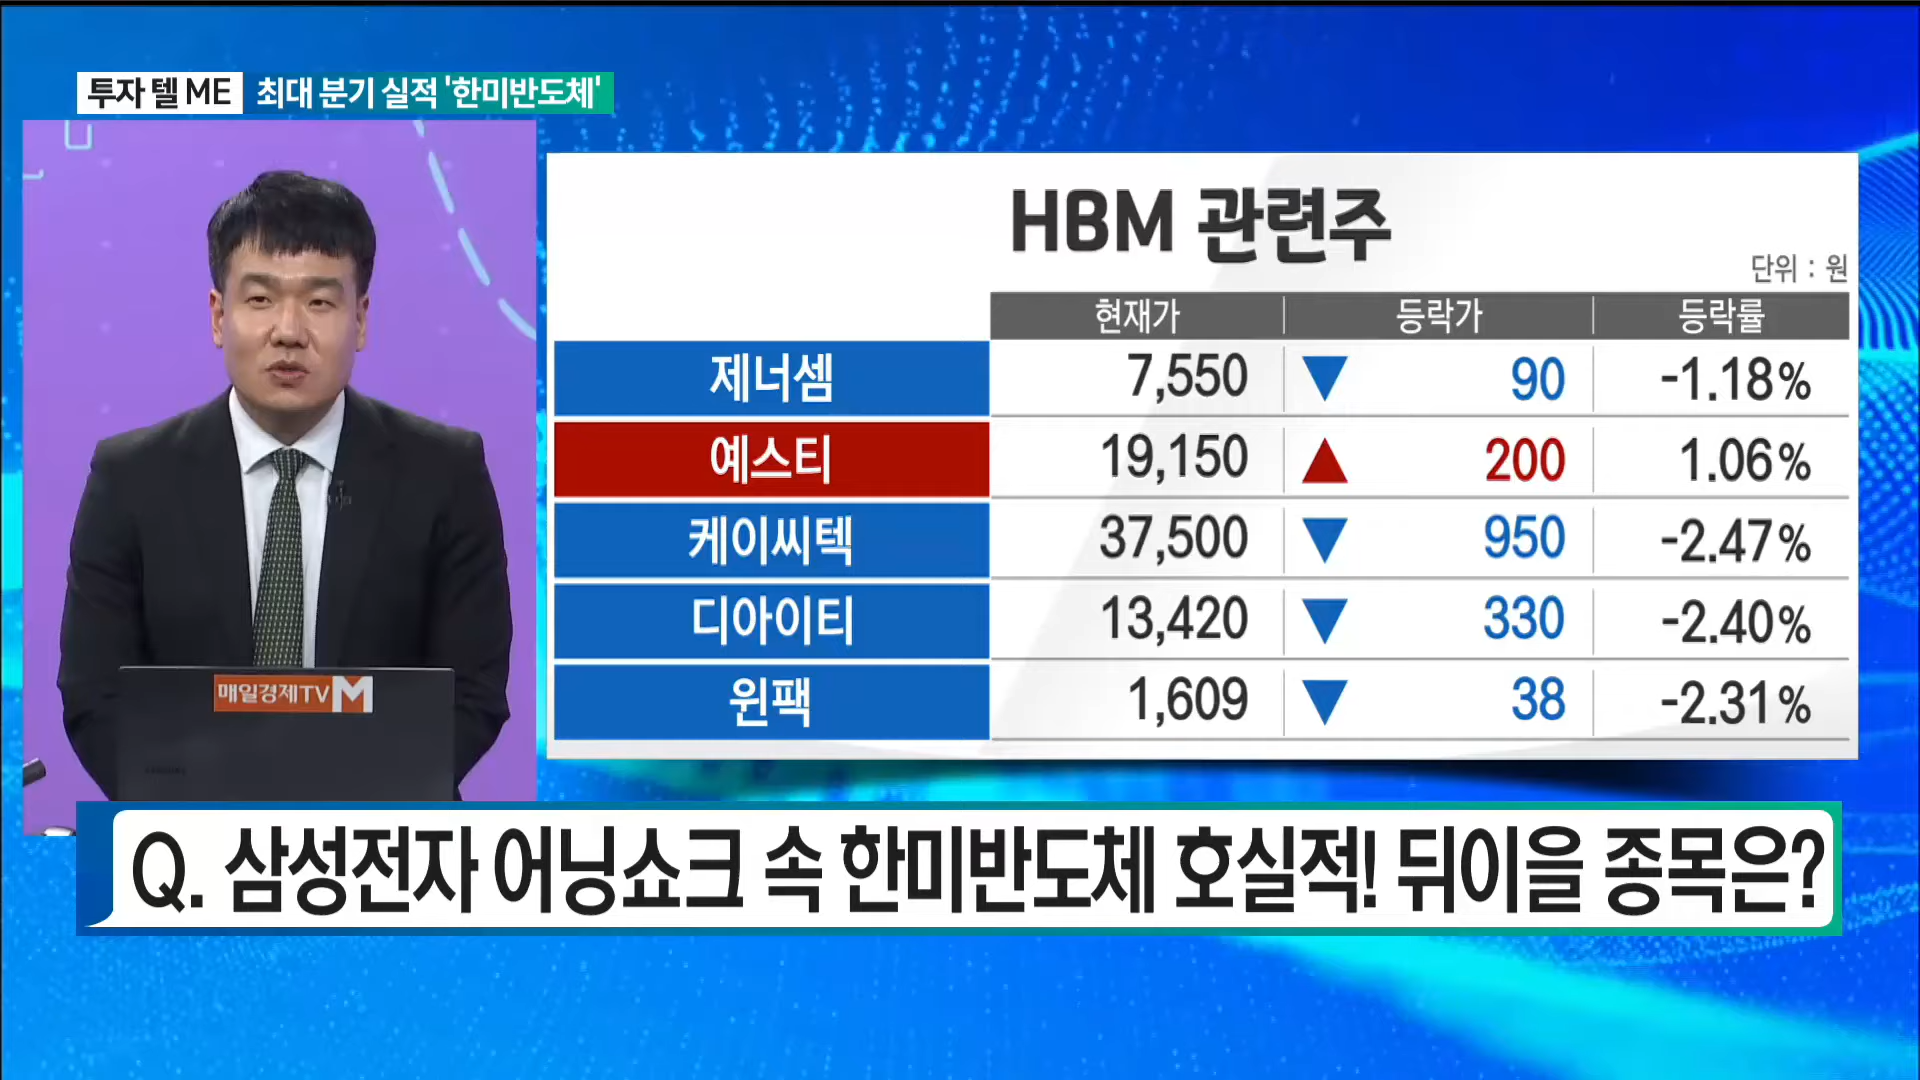 투자 텔 ME 최대 분기 실적 '한미반도체'
HBM 관련주
단위 : 원
현재가 등락가 등락률
제너셈 7,550 ▼ 90 -1.18%
예스티 19,150 ▲ 200 1.06%
케이씨텍 37,500 ▼ 950 -2.47%
디아이티 13,420 ▼ 330 -2.40%
윈팩 1,609 ▼ 38 -2.31%
매일경제TV M
Q. 삼성전자 어닝쇼크 속 한미반도체 호실적! 뒤이을 종목은?